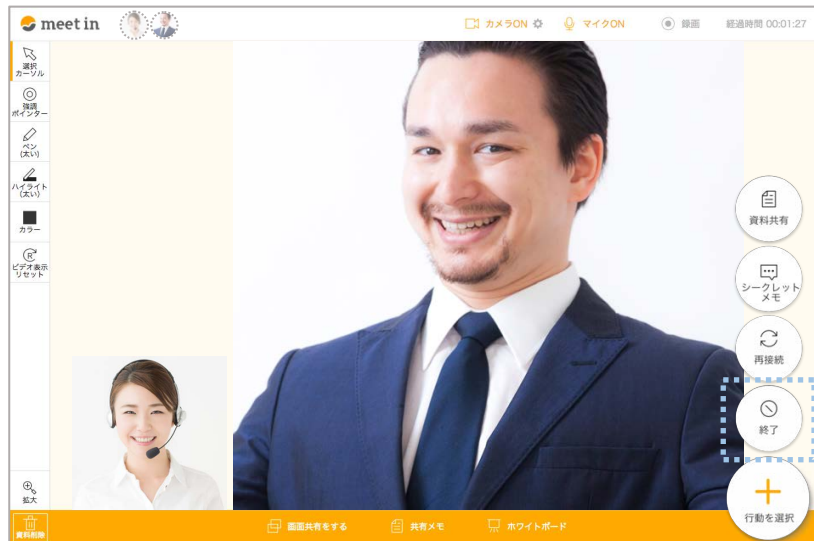 meet in
カメラON
マイクON
録画
経過時間 00:01:27
選択
カーソル
強調
ポインター
ペン
(太い)
ハイライト
(太い)
カラー
R
ビデオ表示
リセット
拡大
資料削除
資料共有
シークレット
メモ
再接続
終了
行動を選択
画面共有をする
共有メモ
ホワイトボード